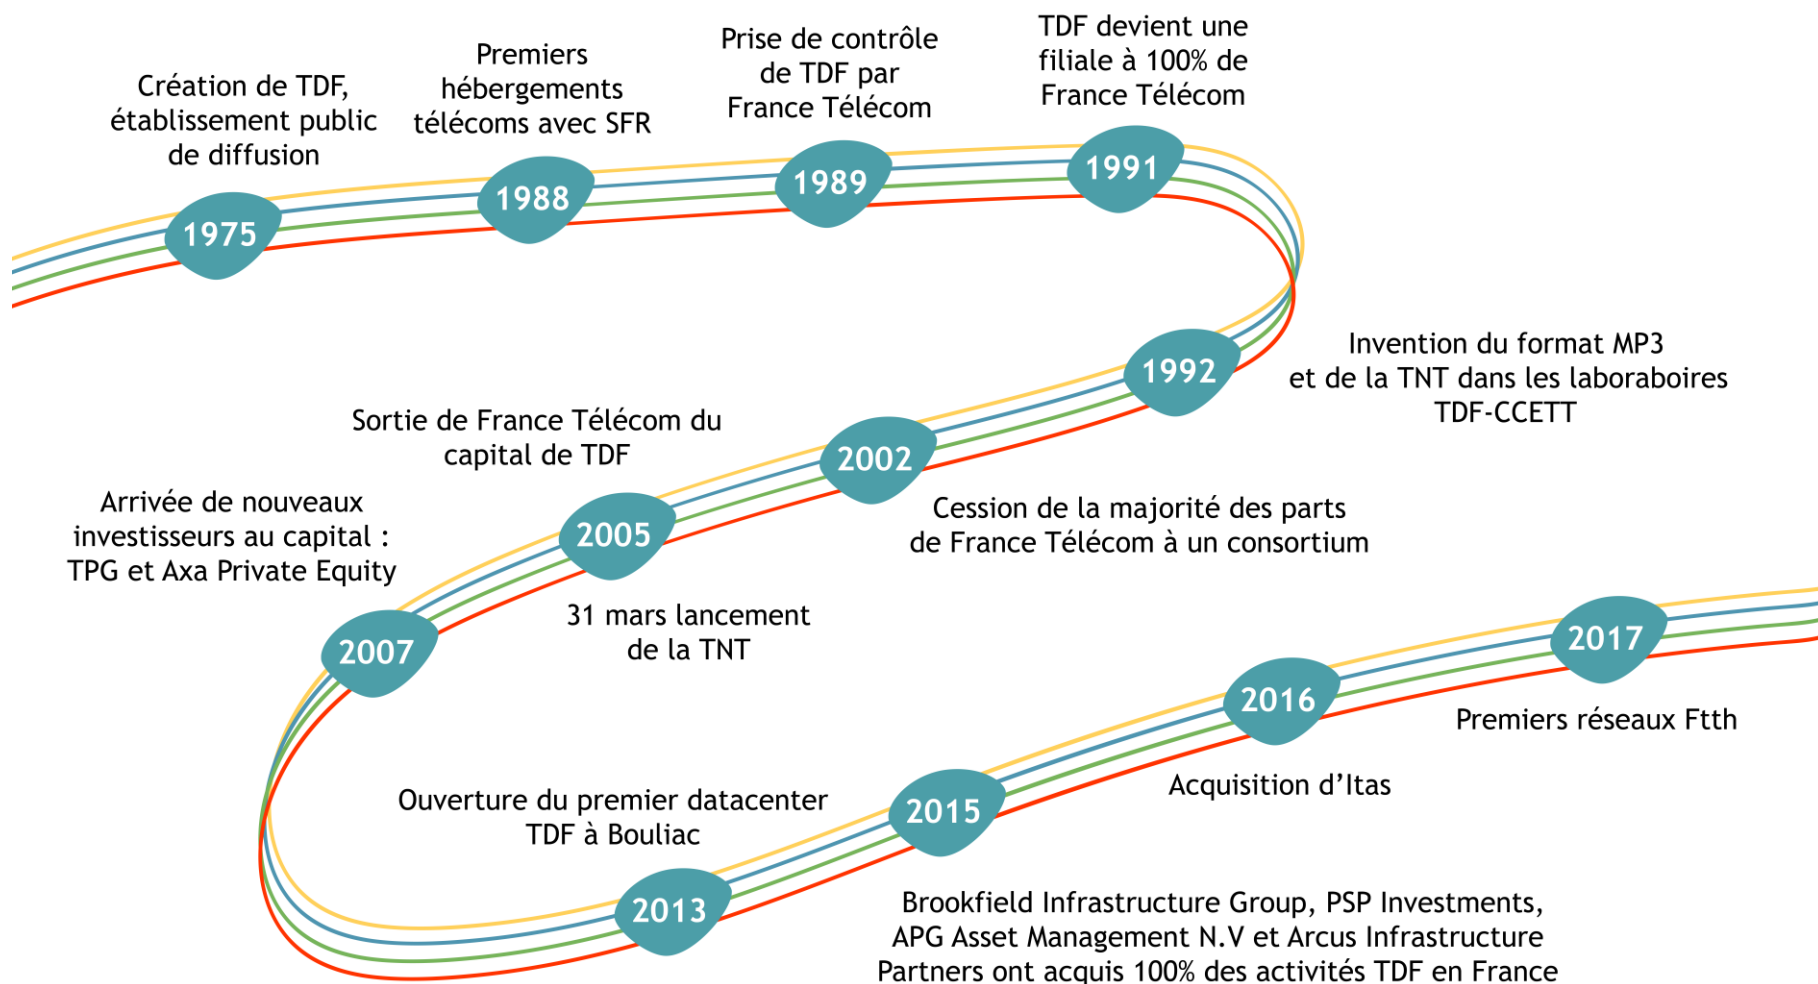 Création de TDF,
établissement public
de diffusion
1975
Premiers
hébergements
télécoms avec SFR
1988
Prise de contrôle
de TDF par
France Télécom
1989
TDF devient une
filiale à 100% de
France Télécom
1991
1992
Invention du format MP3
et de la TNT dans les laboraboires
TDF-CCETT
2002
Cession de la majorité des parts
de France Télécom à un consortium
Sortie de France Télécom du
capital de TDF
2005
31 mars lancement
de la TNT
Arrivée de nouveaux
investisseurs au capital :
TPG et Axa Private Equity
2007
Ouverture du premier datacenter
TDF à Bouliac
2013
2015
Brookfield Infrastructure Group, PSP Investments,
APG Asset Management N.V et Arcus Infrastructure
Partners ont acquis 100% des activités TDF en France
2016
Acquisition d’Itas
2017
Premiers réseaux Ftth